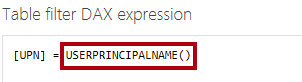 Table filter DAX expression
[UPN] = USERPRINCIPALNAME()